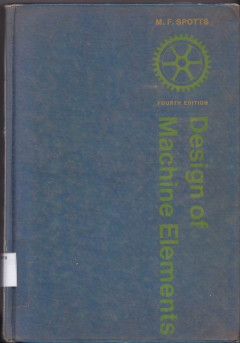 M. F. SPOTTS
FOURTH EDITION
Design of
Machine Elements